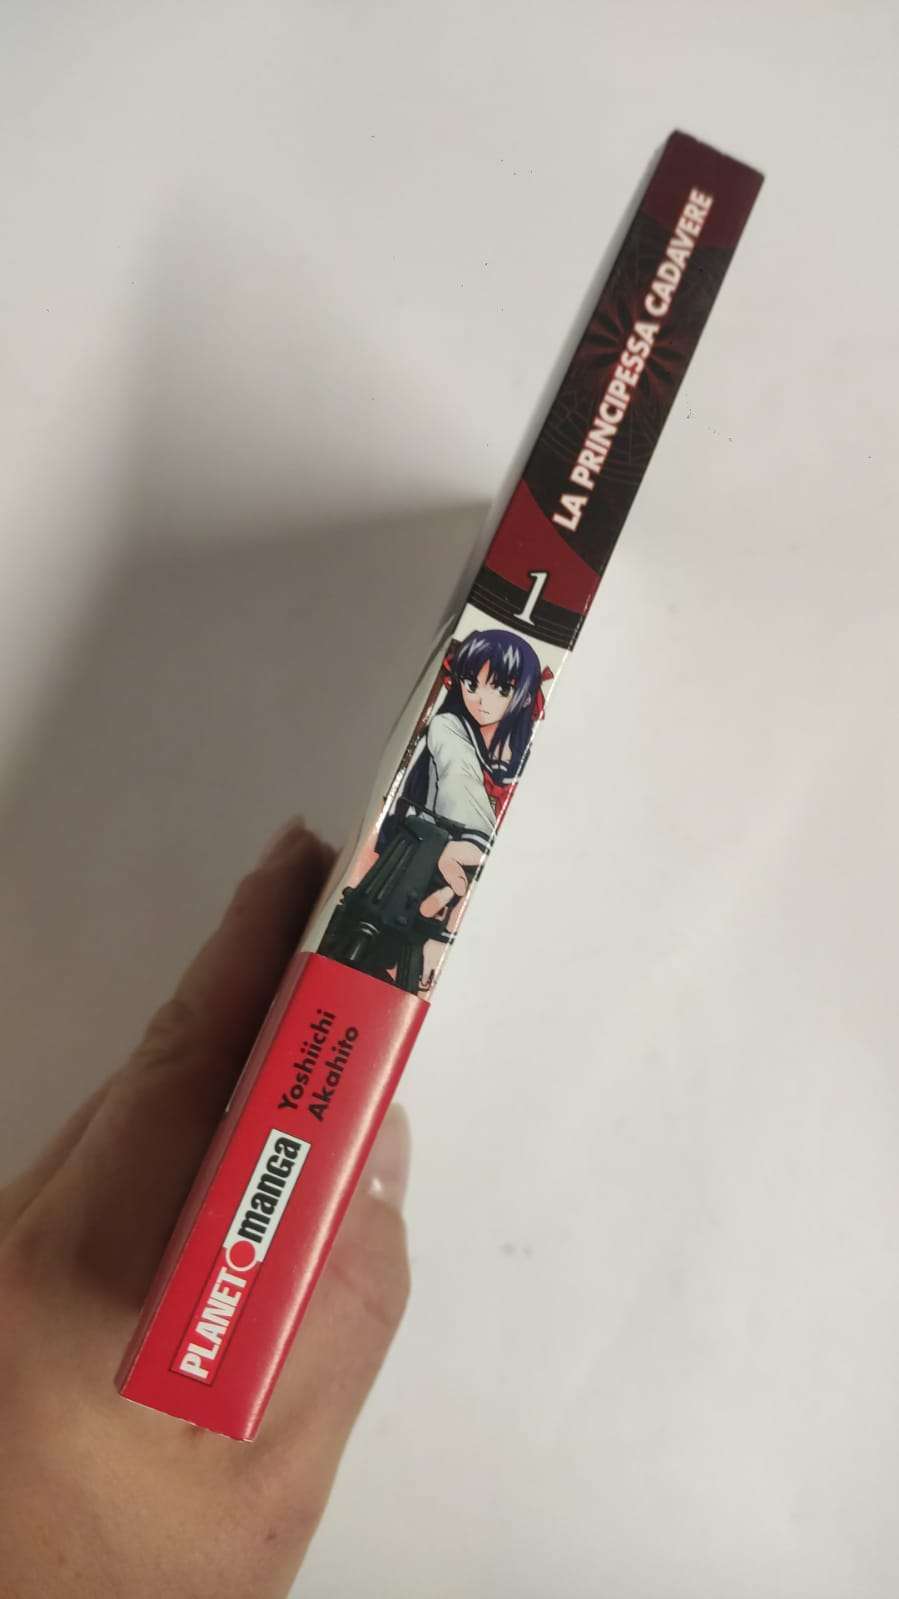 LA PRINCIPESSA CADAVERE
1
Yoshiichi
Akahito
PLANET manga